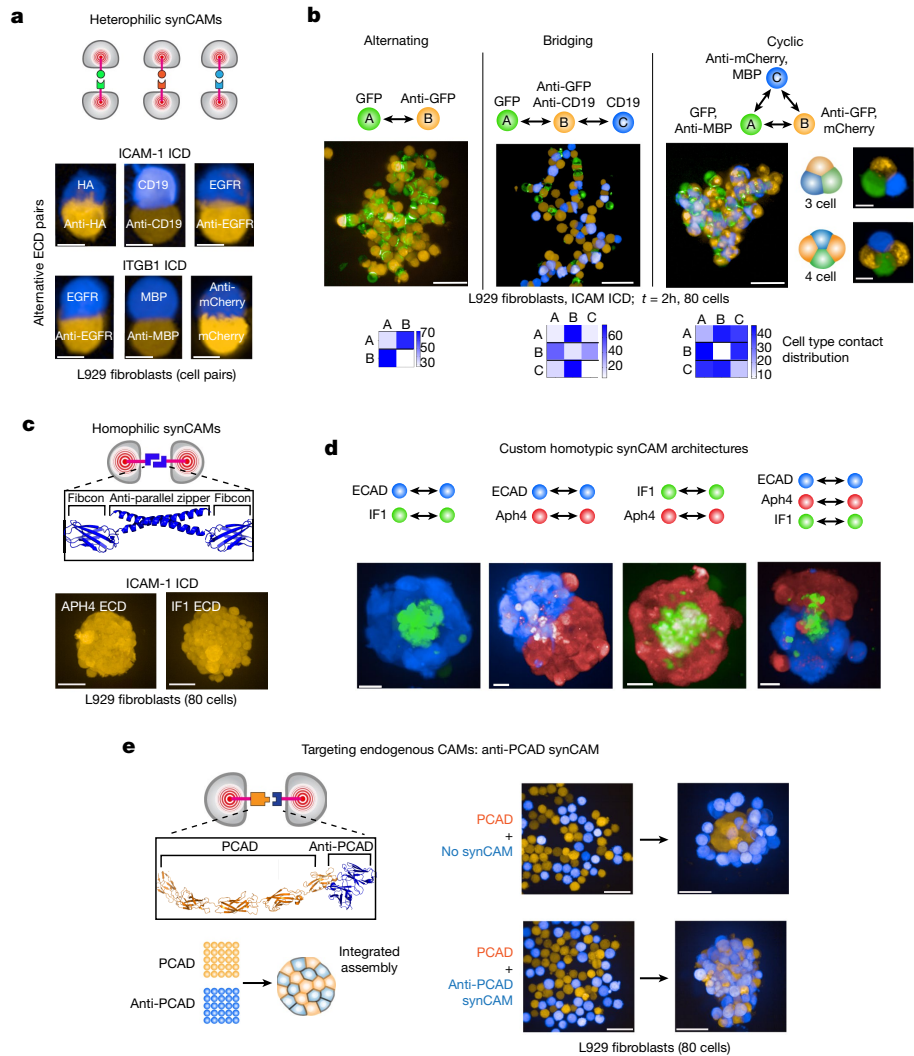 a
Heterophilic synCAMs
Alternative ECD pairs
ICAM-1 ICD
HA
CD19
EGFR
Anti-HA
Anti-CD19
Anti-EGFR
ITGB1 ICD
EGFR
MBP
Anti-
mCherry
Anti-EGFR
Anti-MBP
mCherry
L929 fibroblasts (cell pairs)
b
Alternating
GFP
Anti-GFP
A
B
Bridging
GFP
Anti-GFP
Anti-CD19
CD19
A
B
C
Cyclic
Anti-mCherry,
MBP
C
GFP,
Anti-MBP
Anti-GFP,
mCherry
A
B
3 cell
4 cell
L929 fibroblasts, ICAM ICD; t = 2h, 80 cells
A B
A
B
70
50
30
A B C
A
B
C
60
40
20
A B C
A
B
C
40
30
20
10
Cell type contact
distribution
c
Homophilic synCAMs
Fibcon
Anti-parallel zipper
Fibcon
ICAM-1 ICD
APH4 ECD
IF1 ECD
L929 fibroblasts (80 cells)
d
Custom homotypic synCAM architectures
ECAD
IF1
ECAD
Aph4
IF1
Aph4
ECAD
Aph4
IF1
e
Targeting endogenous CAMs: anti-PCAD synCAM
PCAD
Anti-PCAD
PCAD
Anti-PCAD
Integrated
assembly
PCAD
+
No synCAM
PCAD
+
Anti-PCAD
synCAM
L929 fibroblasts (80 cells)